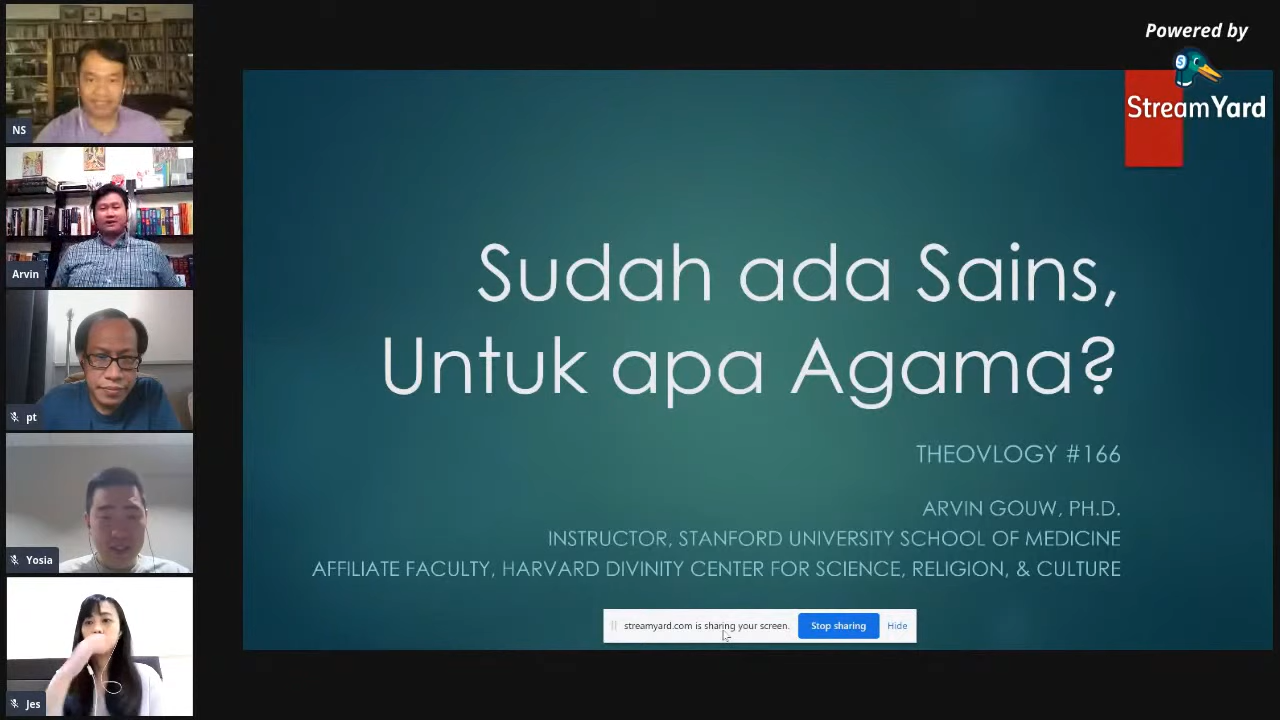 Powered by
StreamYard
NS
Arvin
pt
Yosia
Jes
Sudah ada Sains,
Untuk apa Agama?
THEOVLOGY #166
ARVIN GOUW, PH.D.
INSTRUCTOR, STANFORD UNIVERSITY SCHOOL OF MEDICINE
AFFILIATE FACULTY, HARVARD DIVINITY CENTER FOR SCIENCE, RELIGION, & CULTURE
streamyard.com is sharing your screen. Stop sharing Hide